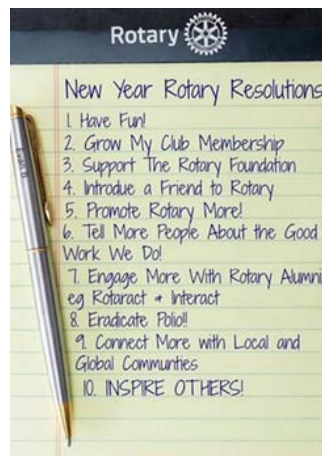 Rotary
New Year Rotary Resolutions
1. Have Fun!
2. Grow My Club Membership
3. Support The Rotary Foundation
4. Introdue a Friend to Rotary
5. Promote Rotary More!
6. Tell More People About the Good
Work We Do!
7. Engage More With Rotary Alumni
eg Rotaract + Interact
8. Eradicate Polio!!
9. Connect More with Local and
Global Communties
10. INSPIRE OTHERS!